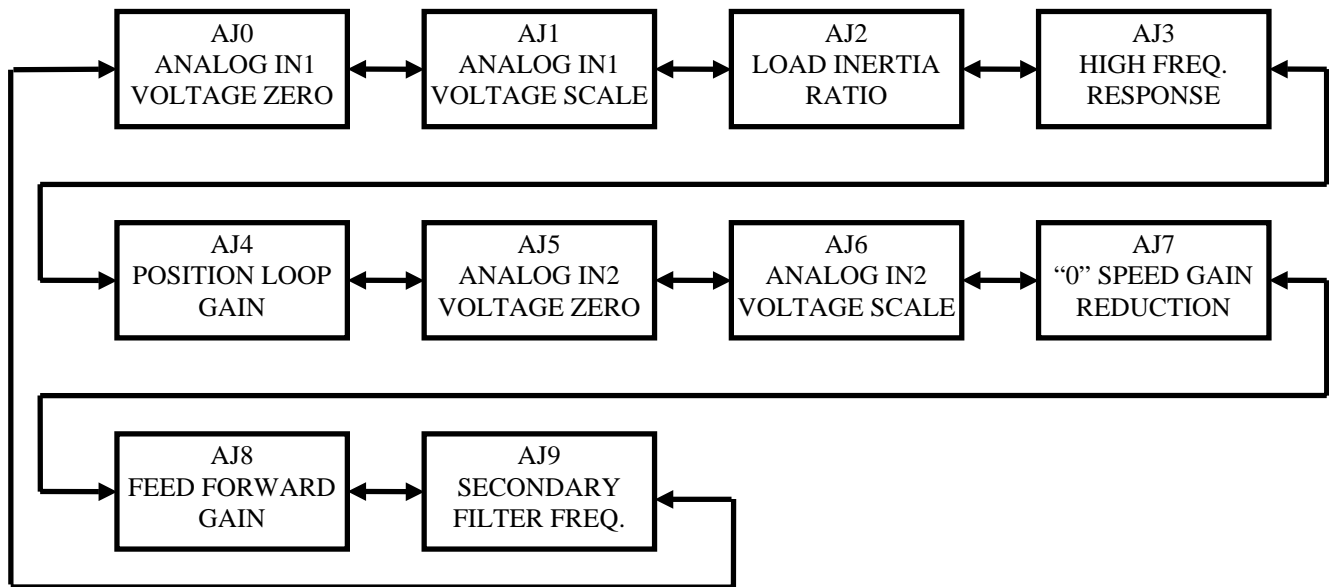 AJ0
ANALOG IN1
VOLTAGE ZERO
AJ1
ANALOG IN1
VOLTAGE SCALE
AJ2
LOAD INERTIA
RATIO
AJ3
HIGH FREQ.
RESPONSE
AJ4
POSITION LOOP
GAIN
AJ5
ANALOG IN2
VOLTAGE ZERO
AJ6
ANALOG IN2
VOLTAGE SCALE
AJ7
“0” SPEED GAIN
REDUCTION
AJ8
FEED FORWARD
GAIN
AJ9
SECONDARY
FILTER FREQ.